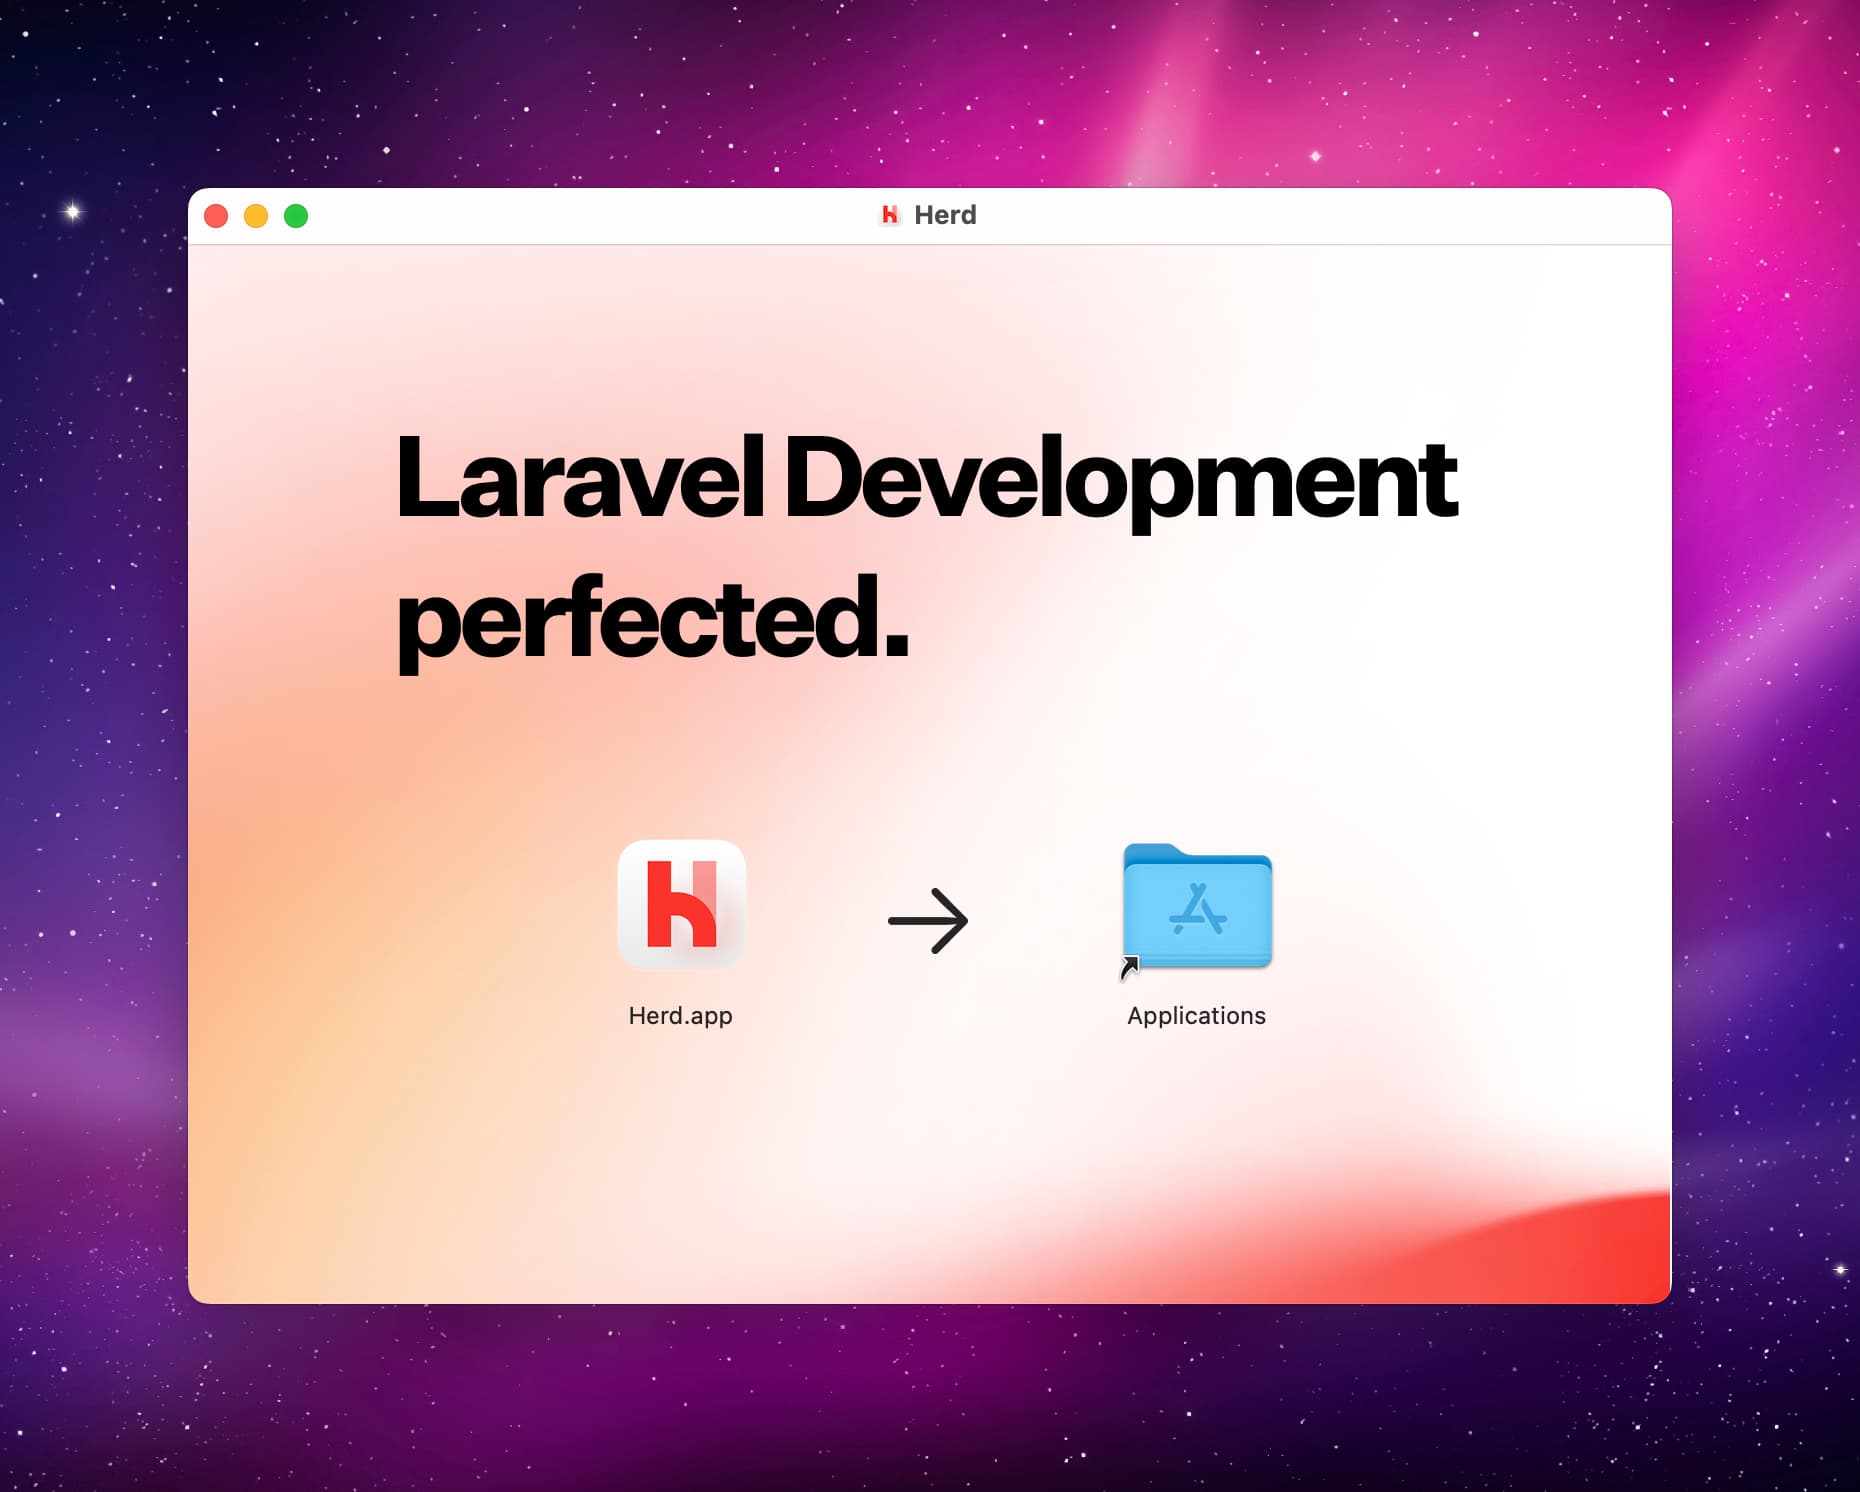 Herd
Laravel Development
perfected.
Herd.app
Applications